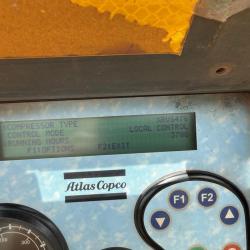 COMPRESSOR TYPE
CONTROL MODE LOCAL CONTROL
RUNNING HOURS
F1:OPTIONS F2:EXIT
Atlas Copco
F1 F2